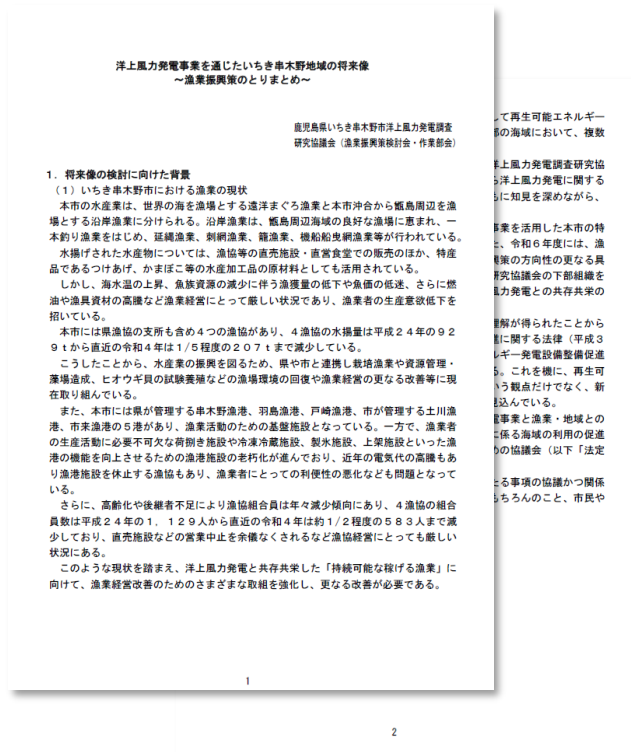 洋上風力発電事業を通じたいちき串木野地域の将来像
～漁業振興策のとりまとめ～
鹿児島県いちき串木野市洋上風力発電調査
研究協議会（漁業振興策検討会・作業部会）
１．将来像の検討に向けた背景
（１）いちき串木野市における漁業の現状
本市の水産業は、世界の海を漁場とする遠洋まぐろ漁業と本市沖合から甑島周辺を漁
場とする沿岸漁業に分けられる。沿岸漁業は、甑島周辺海域の良好な漁場に恵まれ、一
本釣り漁業をはじめ、延縄漁業、刺網漁業、籠漁業、機船船曳網漁業等が行われている。
水揚げされた水産物については、漁協等の直売施設・直営食堂での販売のほか、特産
品であるつけあげ、かまぼこ等の水産加工品の原材料としても活用されている。
しかし、海水温の上昇、魚族資源の減少に伴う漁獲量の低下や魚価の低迷、さらに燃
油や漁具資材の高騰など漁業経営にとって厳しい状況であり、漁業者の生産意欲低下を
招いている。
本市には県漁協の支所も含め４つの漁協があり、４漁協の水揚量は平成２４年の９２
９ｔから直近の令和４年は１/５程度の２０７ｔまで減少している。
こうしたことから、水産業の振興を図るため、県や市と連携し栽培漁業や資源管理・
藻場造成、ヒオウギ貝の試験養殖などの漁場環境の回復や漁業経営の更なる改善等に現
在取り組んでいる。
また、本市には県が管理する串木野漁港、羽島漁港、戸崎漁港、市が管理する土川漁
港、市来漁港の５港があり、漁業活動のための基盤施設となっている。一方で、漁業者
の生産活動に必要不可欠な荷捌き施設や冷凍冷蔵施設、製氷施設、上架施設といった漁
港の機能を向上させるための漁港施設の老朽化が進んでおり、近年の電気代の高騰もあ
り漁港施設を休止する漁協もあり、漁業者にとっての利便性の悪化なども問題となって
いる。
さらに、高齢化や後継者不足により漁協組合員は年々減少傾向にあり、４漁協の組合
員数は平成２４年の１，１２９人から直近の令和４年は約１/２程度の５８３人まで減
少しており、直売施設などの営業中止を余儀なくされるなど漁協経営にとっても厳しい
状況にある。
このような現状を踏まえ、洋上風力発電と共存共栄した「持続可能な稼げる漁業」に
向けて、漁業経営改善のためのさまざまな取組を強化し、更なる改善が必要である。
1
して再生可能エネルギー
部の海域において、複数
洋上風力発電調査研究協
ら洋上風力発電に関する
もに知見を深めながら、
事業を活用した本市の特
た、令和６年度には、漁
興策の方向性の更なる具
研究協議会の下部組織を
風力発電との共存共栄の
理解が得られたことから
進に関する法律（平成３
ルギー発電設備整備促進
る。これを機に、再生可
いう観点だけでなく、新
見込んでいる。
電事業と漁業・地域との
に係る海域の利用の促進
めの協議会（以下「法定
たる事項の協議かつ関係
もちろんのこと、市民や
2